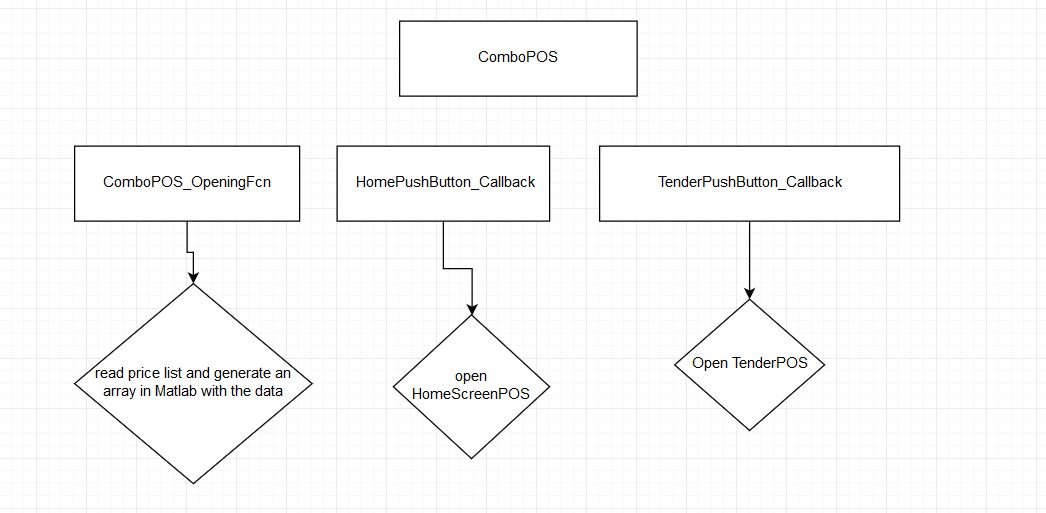 ComboPOS
ComboPOS_OpeningFcn
HomePushButton_Callback
TenderPushButton_Callback
read price list and generate an
array in Matlab with the data
open
HomeScreenPOS
Open TenderPOS